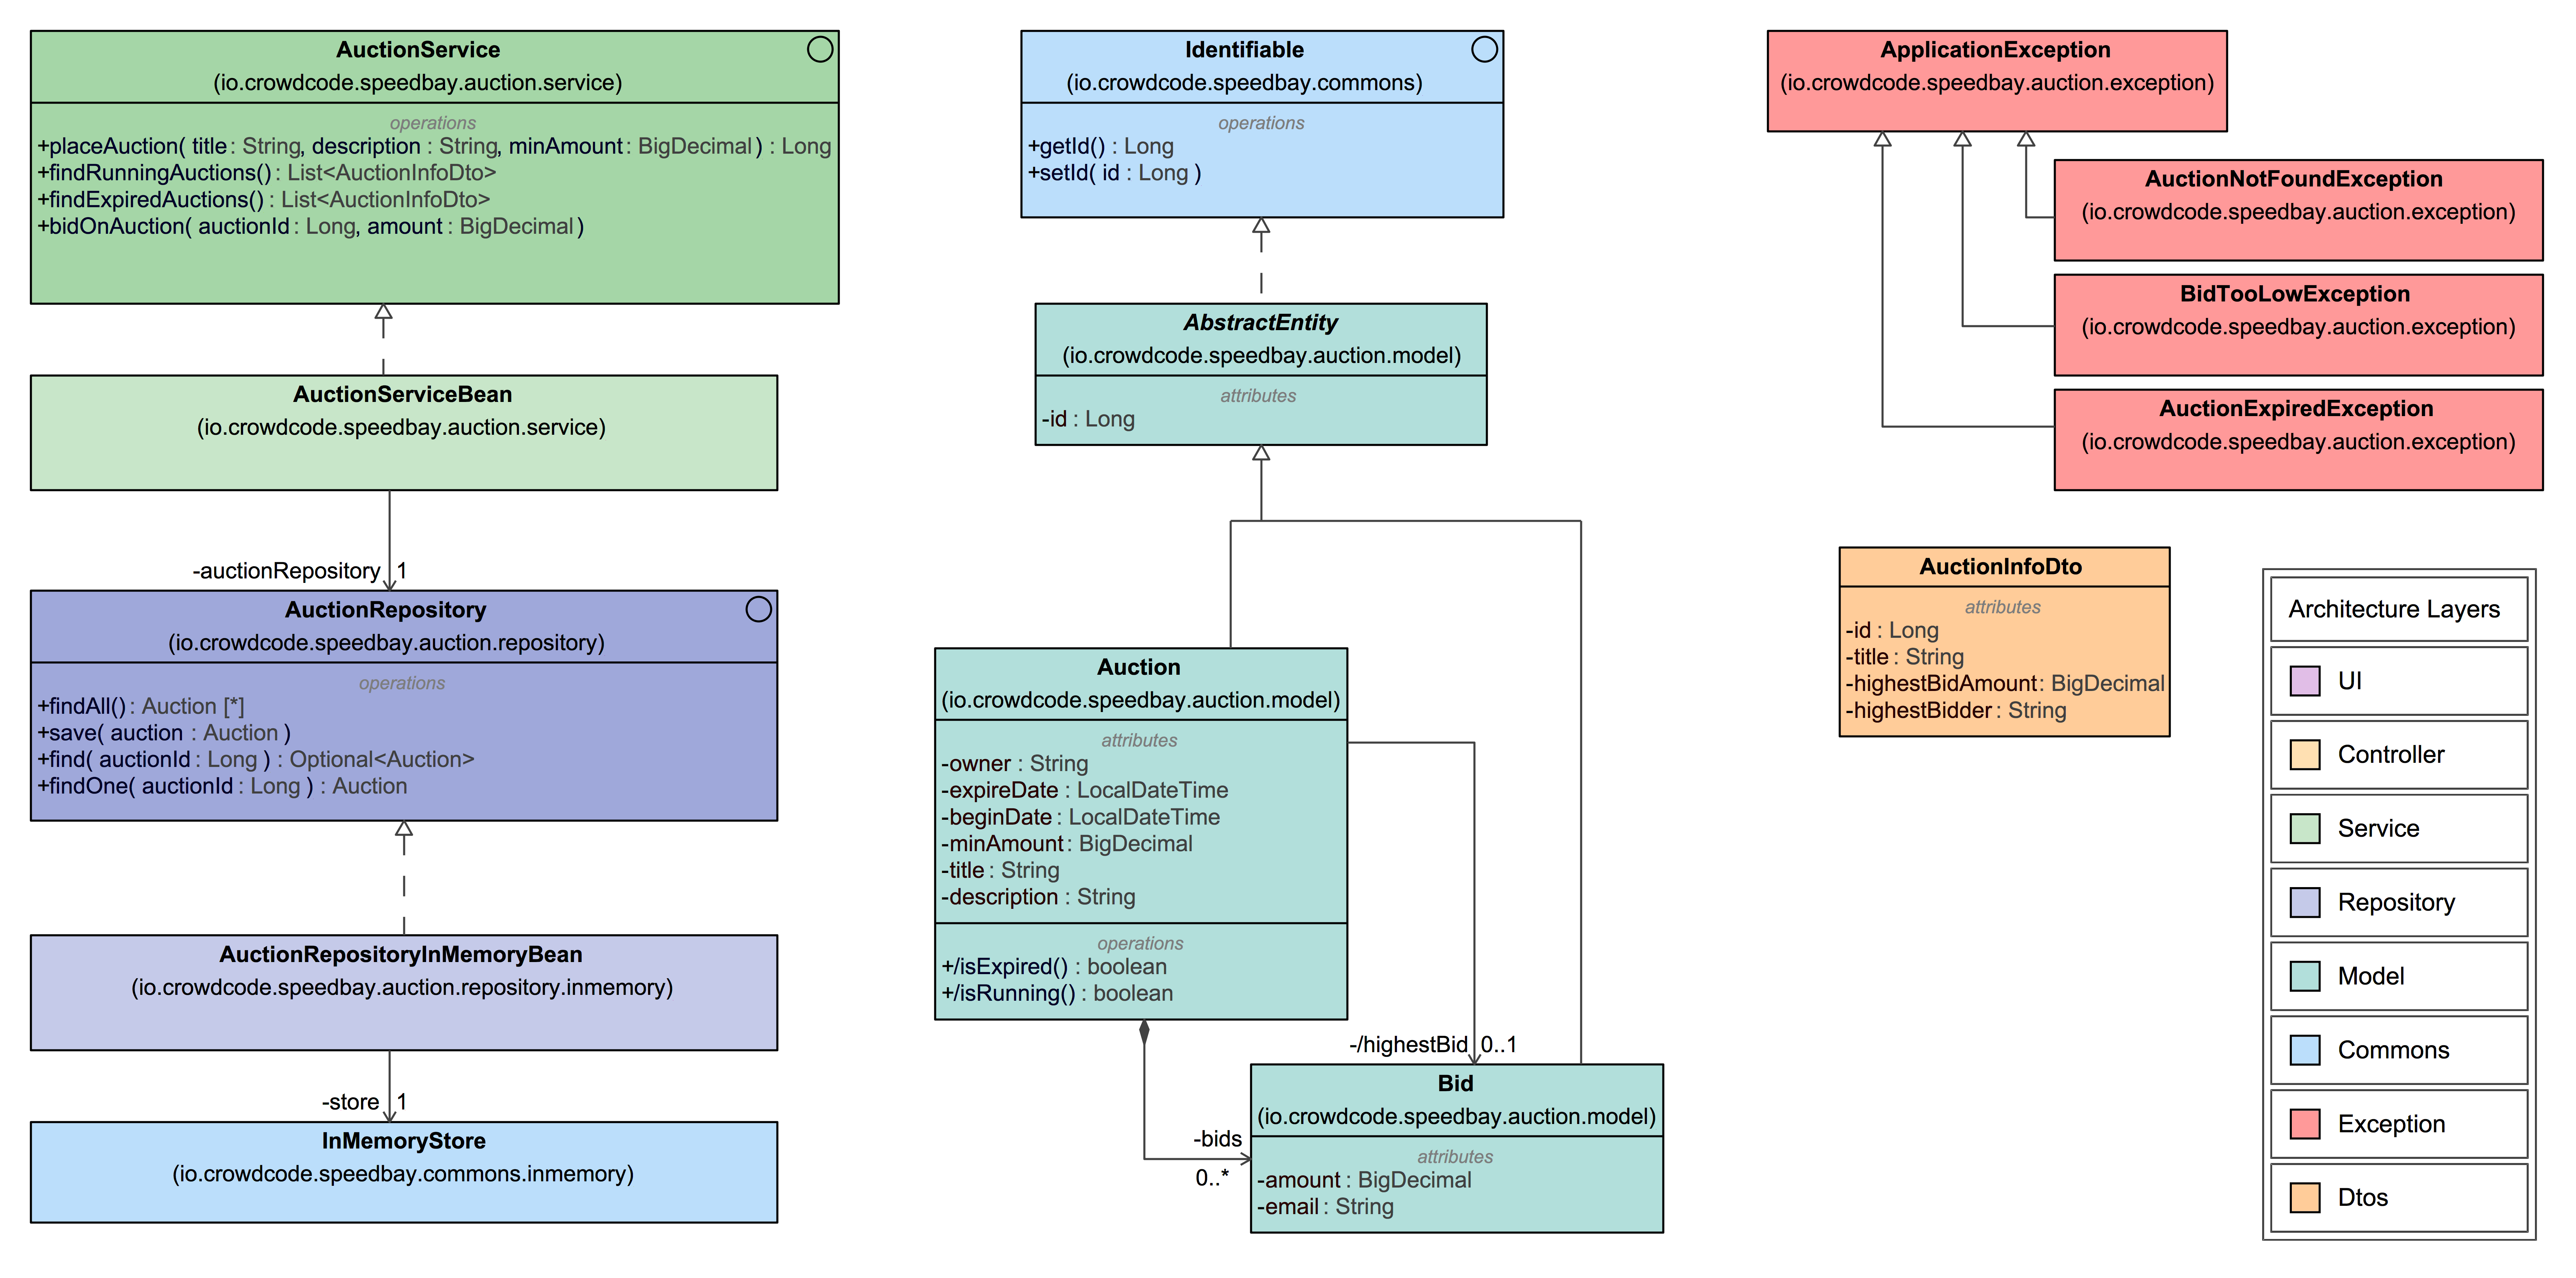 AuctionService
(io.crowdcode.speedbay.auction.service)
operations
+placeAuction( title : String, description : String, minAmount : BigDecimal ) : Long
+findRunningAuctions() : List<AuctionInfoDto>
+findExpiredAuctions() : List<AuctionInfoDto>
+bidOnAuction( auctionId : Long, amount : BigDecimal )
AuctionServiceBean
(io.crowdcode.speedbay.auction.service)
-auctionRepository 1
AuctionRepository
(io.crowdcode.speedbay.auction.repository)
operations
+findAll() : Auction [*]
+save( auction : Auction )
+find( auctionId : Long ) : Optional<Auction>
+findOne( auctionId : Long ) : Auction
AuctionRepositoryInMemoryBean
(io.crowdcode.speedbay.auction.repository.inmemory)
-store 1
InMemoryStore
(io.crowdcode.speedbay.commons.inmemory)
Identifiable
(io.crowdcode.speedbay.commons)
operations
+getId() : Long
+setId( id : Long )
AbstractEntity
(io.crowdcode.speedbay.auction.model)
attributes
-id : Long
Auction
(io.crowdcode.speedbay.auction.model)
attributes
-owner : String
-expireDate : LocalDateTime
-beginDate : LocalDateTime
-minAmount : BigDecimal
-title : String
-description : String
operations
+/isExpired() : boolean
+/isRunning() : boolean
-/highestBid 0..1
-bids
0..*
Bid
(io.crowdcode.speedbay.auction.model)
attributes
-amount : BigDecimal
-email : String
ApplicationException
(io.crowdcode.speedbay.auction.exception)
AuctionNotFoundException
(io.crowdcode.speedbay.auction.exception)
BidTooLowException
(io.crowdcode.speedbay.auction.exception)
AuctionExpiredException
(io.crowdcode.speedbay.auction.exception)
AuctionInfoDto
attributes
-id : Long
-title : String
-highestBidAmount : BigDecimal
-highestBidder : String
Architecture Layers
UI
Controller
Service
Repository
Model
Commons
Exception
Dtos